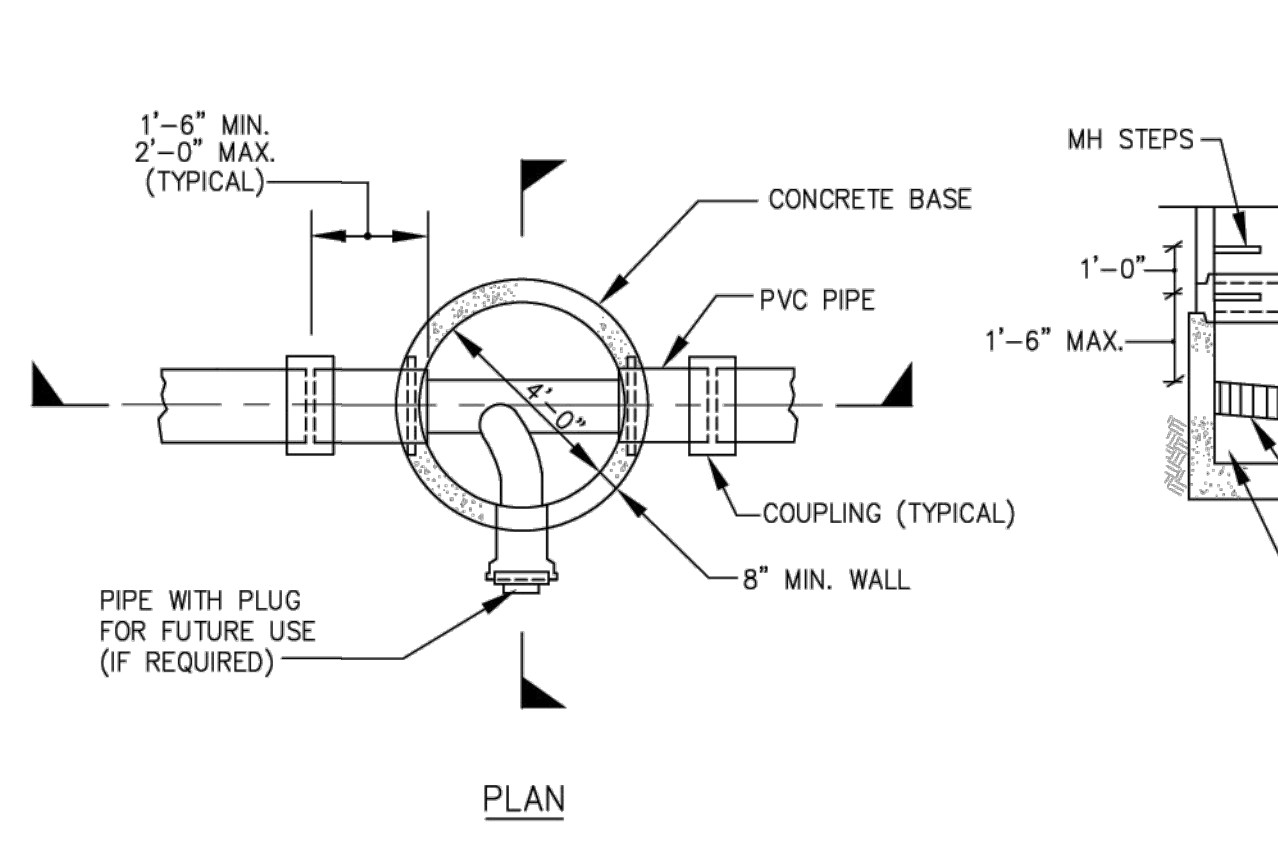 1'-6" MIN.
2'-0" MAX.
(TYPICAL)
CONCRETE BASE
PVC PIPE
4'-0"
COUPLING (TYPICAL)
8" MIN. WALL
PIPE WITH PLUG
FOR FUTURE USE
(IF REQUIRED)
PLAN
MH STEPS
1'-0"
1'-6" MAX.